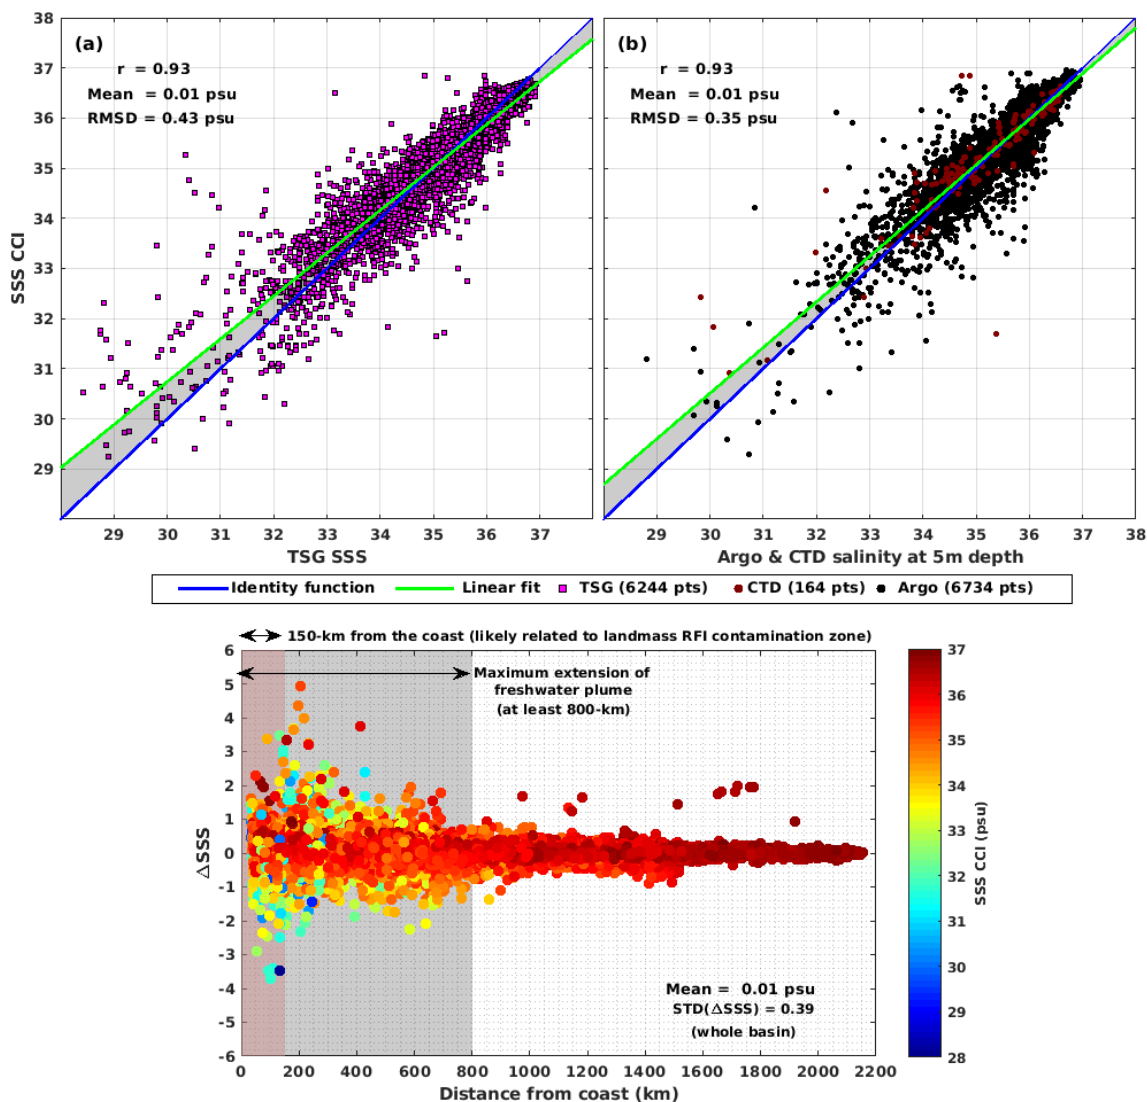 38
37
36
35
34
33
32
31
30
29
SSS CCI
(a)
r = 0.93
Mean = 0.01 psu
RMSD = 0.43 psu
29 30 31 32 33 34 35 36 37
TSG SSS
(b)
r = 0.93
Mean = 0.01 psu
RMSD = 0.35 psu
29 30 31 32 33 34 35 36 37 38
Argo & CTD salinity at 5m depth
Identity function Linear fit TSG (6244 pts) CTD (164 pts) Argo (6734 pts)
150-km from the coast (likely related to landmass RFI contamination zone)
Maximum extension of
freshwater plume
(at least 800-km)
6
5
4
3
2
1
0
-1
-2
-3
-4
-5
-6
ΔSSS
Mean = 0.01 psu
STD(ΔSSS) = 0.39
(whole basin)
0 200 400 600 800 1000 1200 1400 1600 1800 2000 2200
Distance from coast (km)
37
36
35
34
33
32
31
30
29
28
SSS CCI (psu)